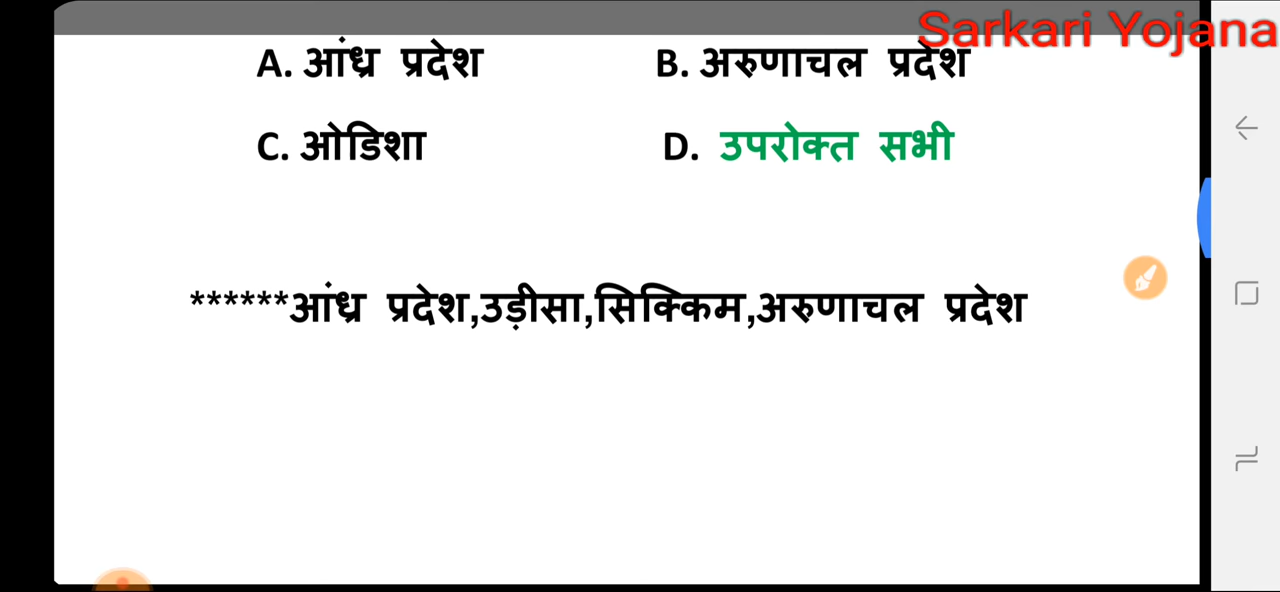 Sarkari Yojana
A. आंध्र प्रदेश B. अरुणाचल प्रदेश
C. ओडिशा D. उपरोक्त सभी
******आंध्र प्रदेश,उड़ीसा,सिक्किम,अरुणाचल प्रदेश